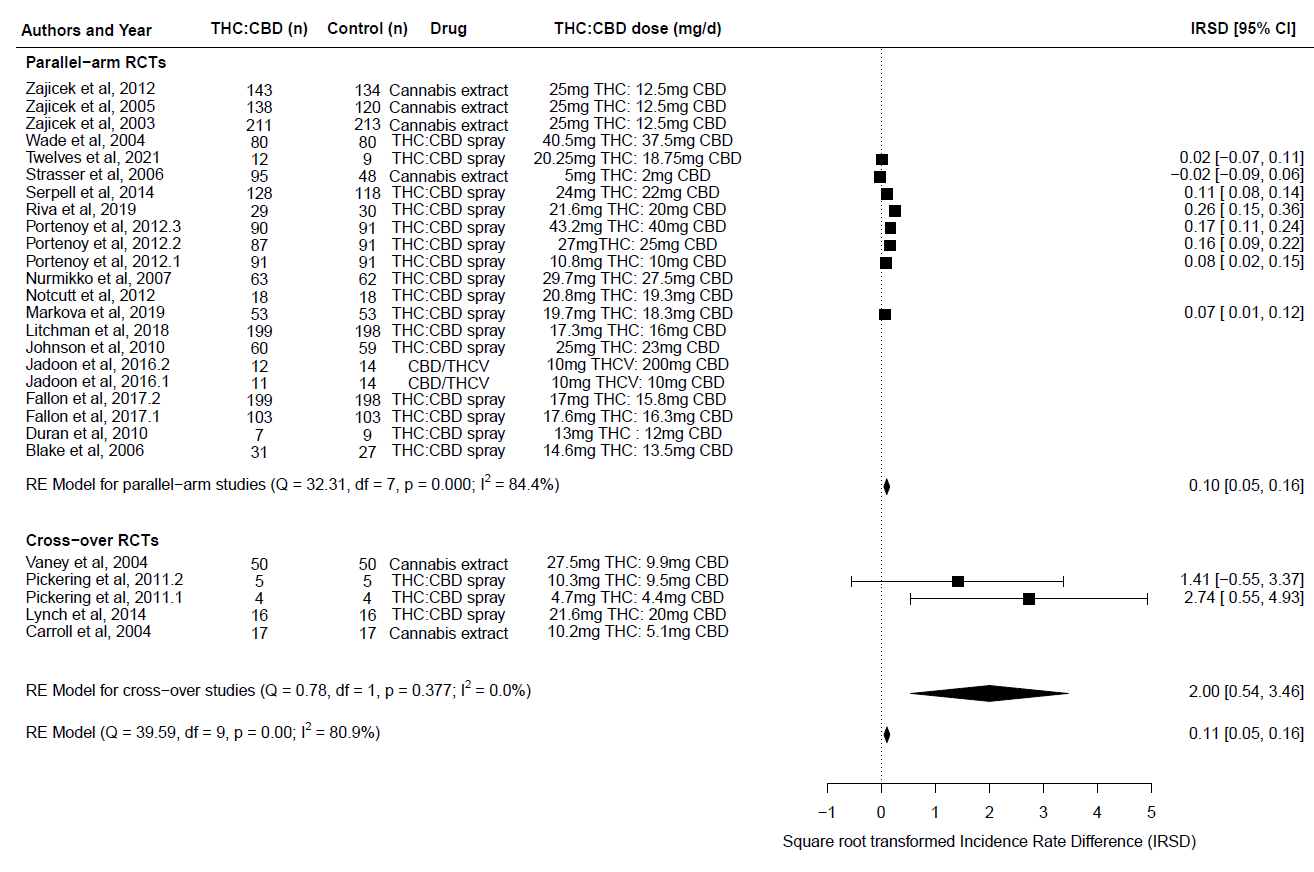 Authors and Year THC:CBD (n) Control (n) Drug THC:CBD dose (mg/d) IRSD [95% CI]
Parallel−arm RCTs
Zajicek et al, 2012 143 134 Cannabis extract 25mg THC: 12.5mg CBD
Zajicek et al, 2005 138 120 Cannabis extract 25mg THC: 12.5mg CBD
Zajicek et al, 2003 211 213 Cannabis extract 25mg THC: 12.5mg CBD
Wade et al, 2004 80 80 THC:CBD spray 40.5mg THC: 37.5mg CBD
Twelves et al, 2021 12 9 THC:CBD spray 20.25mg THC: 18.75mg CBD 0.02 [−0.07, 0.11]
Strasser et al, 2006 95 48 Cannabis extract 5mg THC: 2mg CBD −0.02 [−0.09, 0.06]
Serpell et al, 2014 128 118 THC:CBD spray 24mg THC: 22mg CBD 0.11 [ 0.08, 0.14]
Riva et al, 2019 29 30 THC:CBD spray 21.6mg THC: 20mg CBD 0.26 [ 0.15, 0.36]
Portenoy et al, 2012.3 90 91 THC:CBD spray 43.2mg THC: 40mg CBD 0.17 [ 0.11, 0.24]
Portenoy et al, 2012.2 87 91 THC:CBD spray 27mgTHC: 25mg CBD 0.16 [ 0.09, 0.22]
Portenoy et al, 2012.1 91 91 THC:CBD spray 10.8mg THC: 10mg CBD 0.08 [ 0.02, 0.15]
Nurmikko et al, 2007 63 62 THC:CBD spray 29.7mg THC: 27.5mg CBD
Notcutt et al, 2012 18 18 THC:CBD spray 20.8mg THC: 19.3mg CBD
Markova et al, 2019 53 53 THC:CBD spray 19.7mg THC: 18.3mg CBD 0.07 [ 0.01, 0.12]
Litchman et al, 2018 199 198 THC:CBD spray 17.3mg THC: 16mg CBD
Johnson et al, 2010 60 59 THC:CBD spray 25mg THC: 23mg CBD
Jadoon et al, 2016.2 12 14 CBD/THCV 10mg THCV: 200mg CBD
Jadoon et al, 2016.1 11 14 CBD/THCV 10mg THCV: 10mg CBD
Fallon et al, 2017.2 199 198 THC:CBD spray 17mg THC: 15.8mg CBD
Fallon et al, 2017.1 103 103 THC:CBD spray 17.6mg THC: 16.3mg CBD
Duran et al, 2010 7 9 THC:CBD spray 13mg THC : 12mg CBD
Blake et al, 2006 31 27 THC:CBD spray 14.6mg THC: 13.5mg CBD
RE Model for parallel−arm studies (Q = 32.31, df = 7, p = 0.000; I² = 84.4%) 0.10 [0.05, 0.16]
Cross−over RCTs
Vaney et al, 2004 50 50 Cannabis extract 27.5mg THC: 9.9mg CBD
Pickering et al, 2011.2 5 5 THC:CBD spray 10.3mg THC: 9.5mg CBD 1.41 [−0.55, 3.37]
Pickering et al, 2011.1 4 4 THC:CBD spray 4.7mg THC: 4.4mg CBD 2.74 [ 0.55, 4.93]
Lynch et al, 2014 16 16 THC:CBD spray 21.6mg THC: 20mg CBD
Carroll et al, 2004 17 17 Cannabis extract 10.2mg THC: 5.1mg CBD
RE Model for cross−over studies (Q = 0.78, df = 1, p = 0.377; I² = 0.0%) 2.00 [0.54, 3.46]
RE Model (Q = 39.59, df = 9, p = 0.00; I² = 80.9%) 0.11 [0.05, 0.16]
−1 0 1 2 3 4 5
Square root transformed Incidence Rate Difference (IRSD)